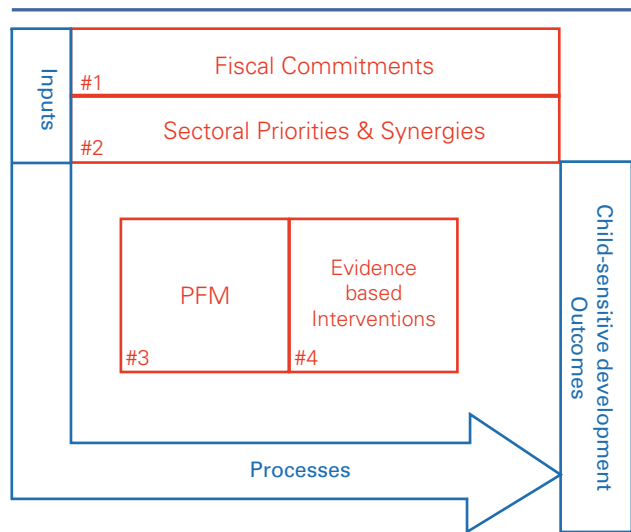 Inputs
Fiscal Commitments
#1
Sectoral Priorities & Synergies
#2
PFM
#3
Evidence
based
Interventions
#4
Processes
Child-sensitive development
Outcomes